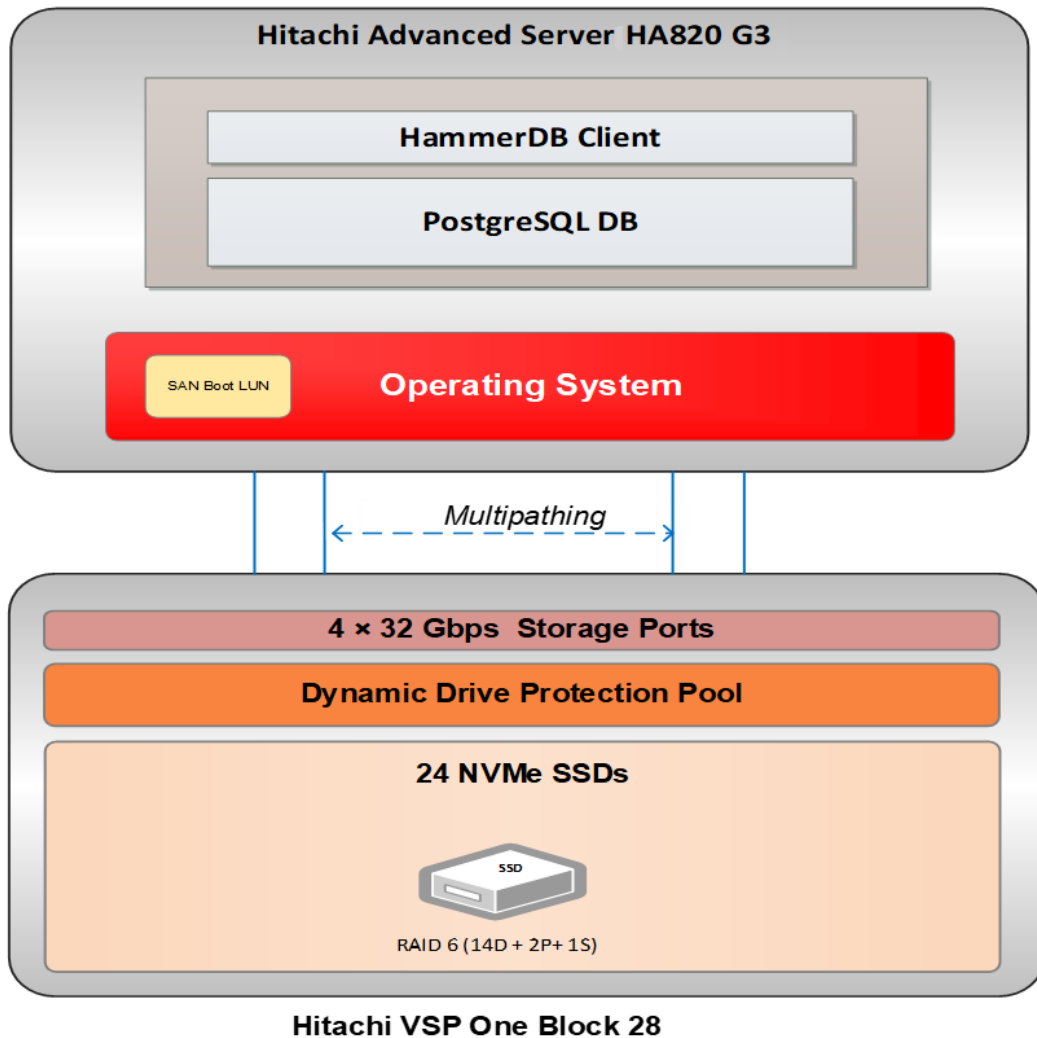 Hitachi Advanced Server HA820 G3
HammerDB Client
PostgreSQL DB
SAN Boot LUN
Operating System
Multipathing
4 × 32 Gbps Storage Ports
Dynamic Drive Protection Pool
24 NVMe SSDs
SSD
RAID 6 (14D + 2P+ 1S)
Hitachi VSP One Block 28